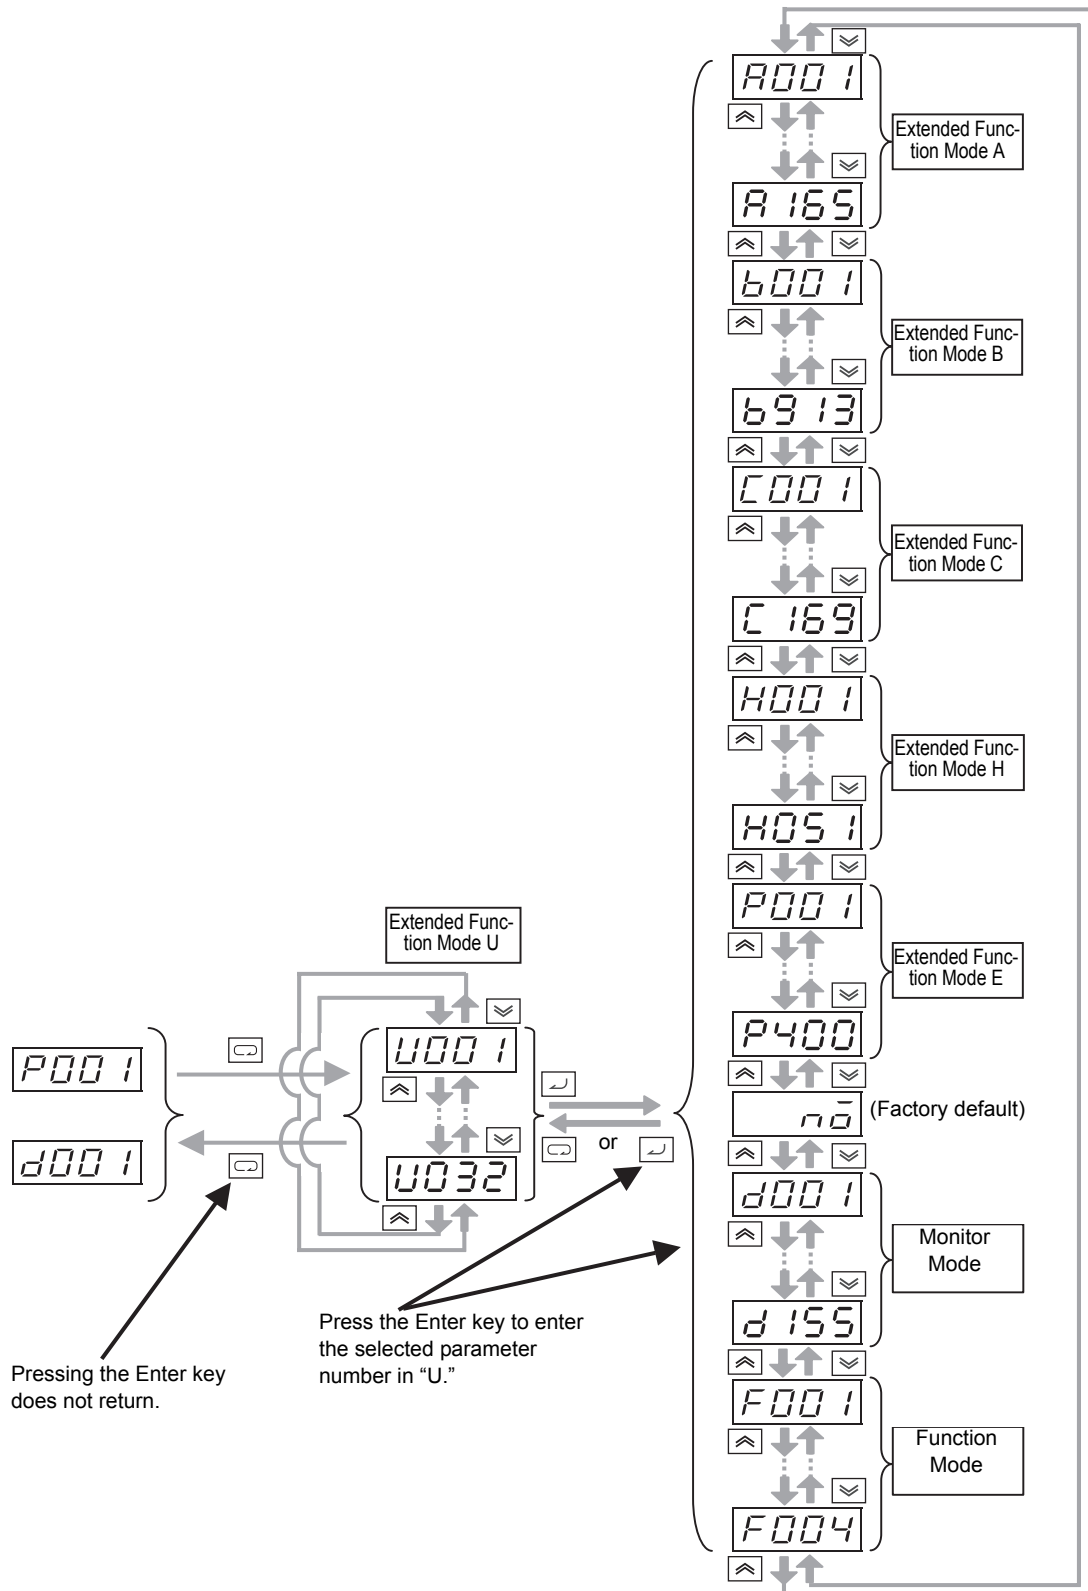 A001
Extended Func-
tion Mode A
A165
b001
Extended Func-
tion Mode B
b913
C001
Extended Func-
tion Mode C
C169
H001
Extended Func-
tion Mode H
H051
P001
Extended Func-
tion Mode E
P400
nō
(Factory default)
d001
Monitor
Mode
d155
F001
Function
Mode
F004
Extended Func-
tion Mode U
U001
U032
P001
d001
or
Press the Enter key to enter
the selected parameter
number in “U.”
Pressing the Enter key
does not return.